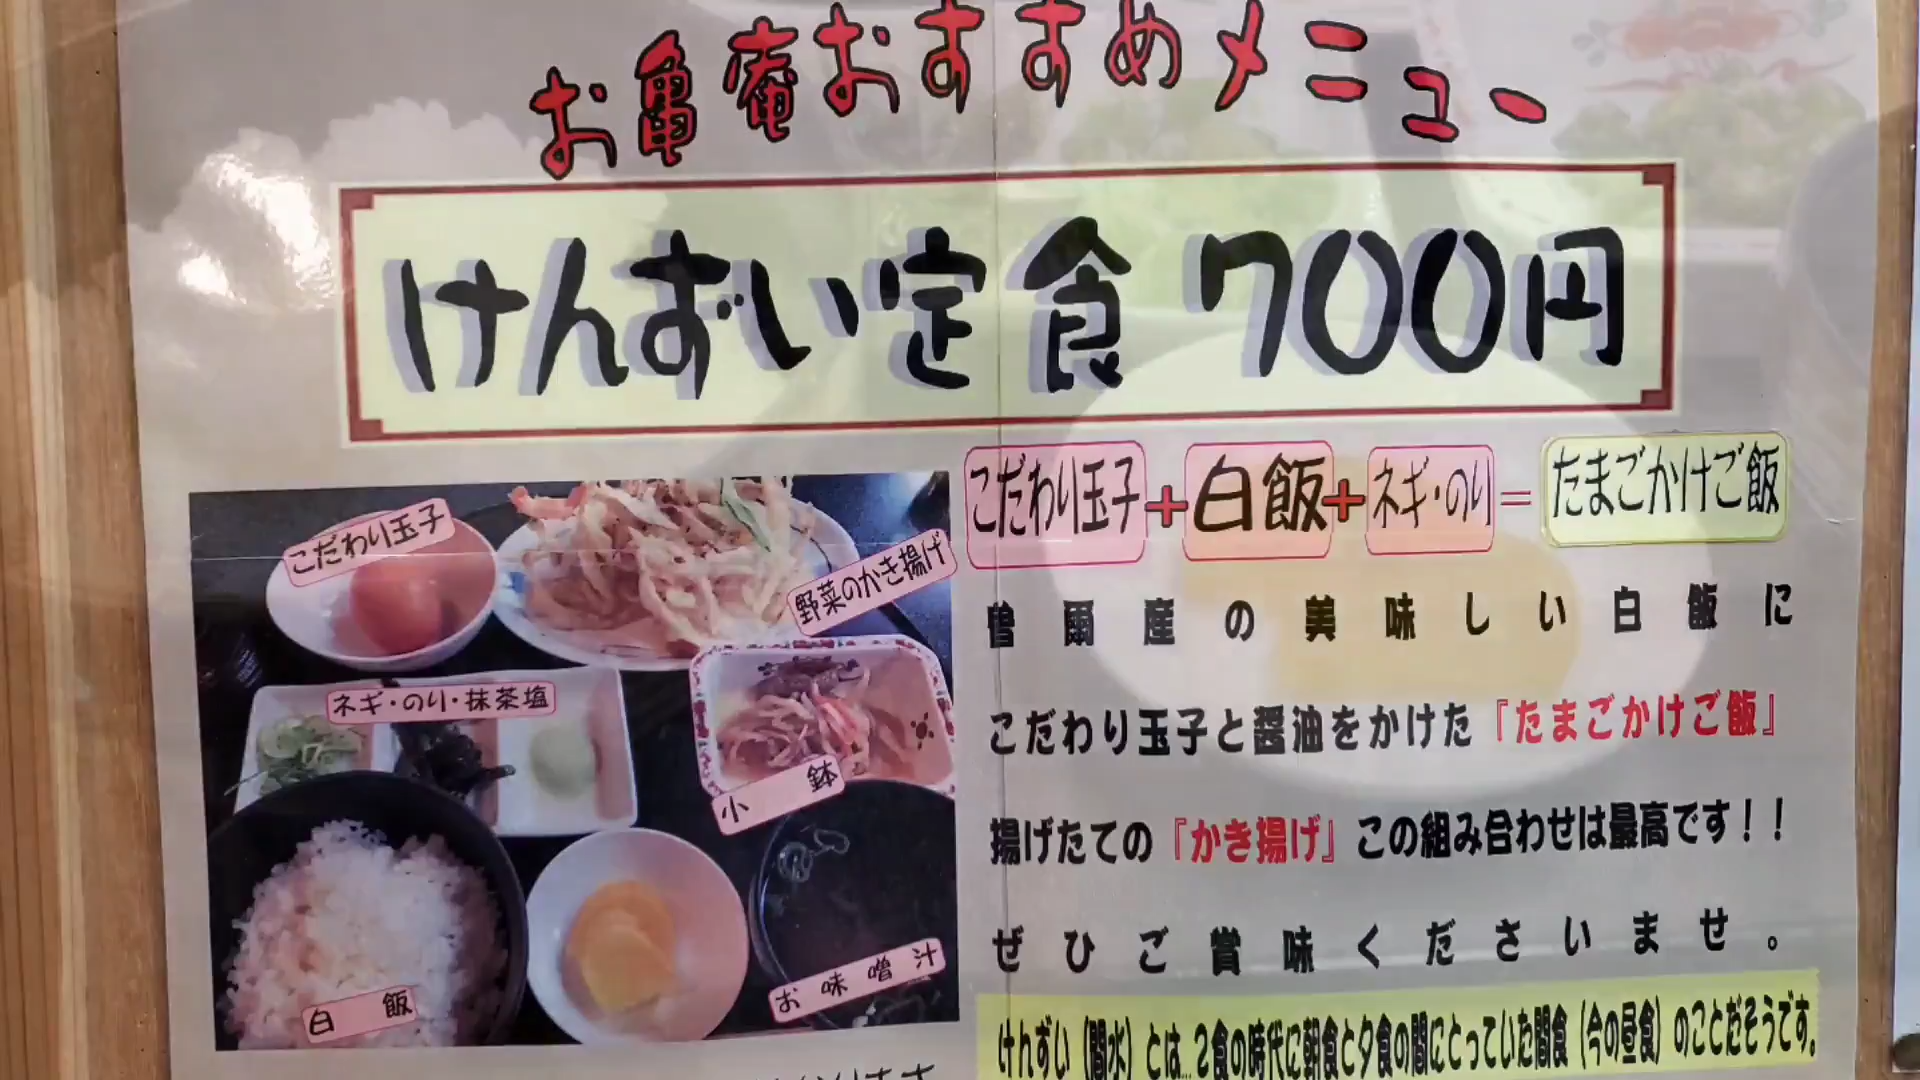 お亀庵おすすめメニュー
けんずい定食 700円
こだわり玉子+白飯+ネギ・のり=たまごかけご飯
こだわり玉子
野菜のかき揚げ
ネギ・のり・抹茶塩
小鉢
白飯
お味噌汁
曽爾産の美味しい白飯に
こだわり玉子と醤油をかけた『たまごかけご飯』
揚げたての『かき揚げ』この組み合わせは最高です！！
ぜひご賞味くださいませ。
けんずい（間水）とは…２食の時代に朝食と夕食の間にとっていた間食（今の昼食）のことだそうです。